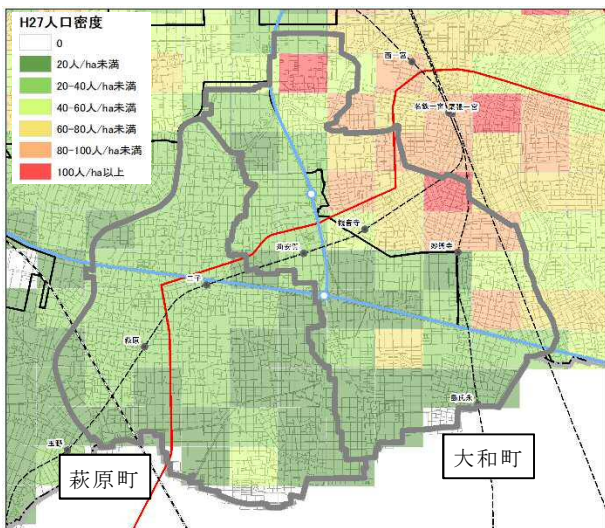 H27人口密度
0
20人/ha未満
20-40人/ha未満
40-60人/ha未満
60-80人/ha未満
80-100人/ha未満
100人/ha以上
西一宮
名鉄一宮
尾張一宮
観音寺
苅安賀
妙興寺
二子
萩原
島氏永
玉野
萩原町
大和町